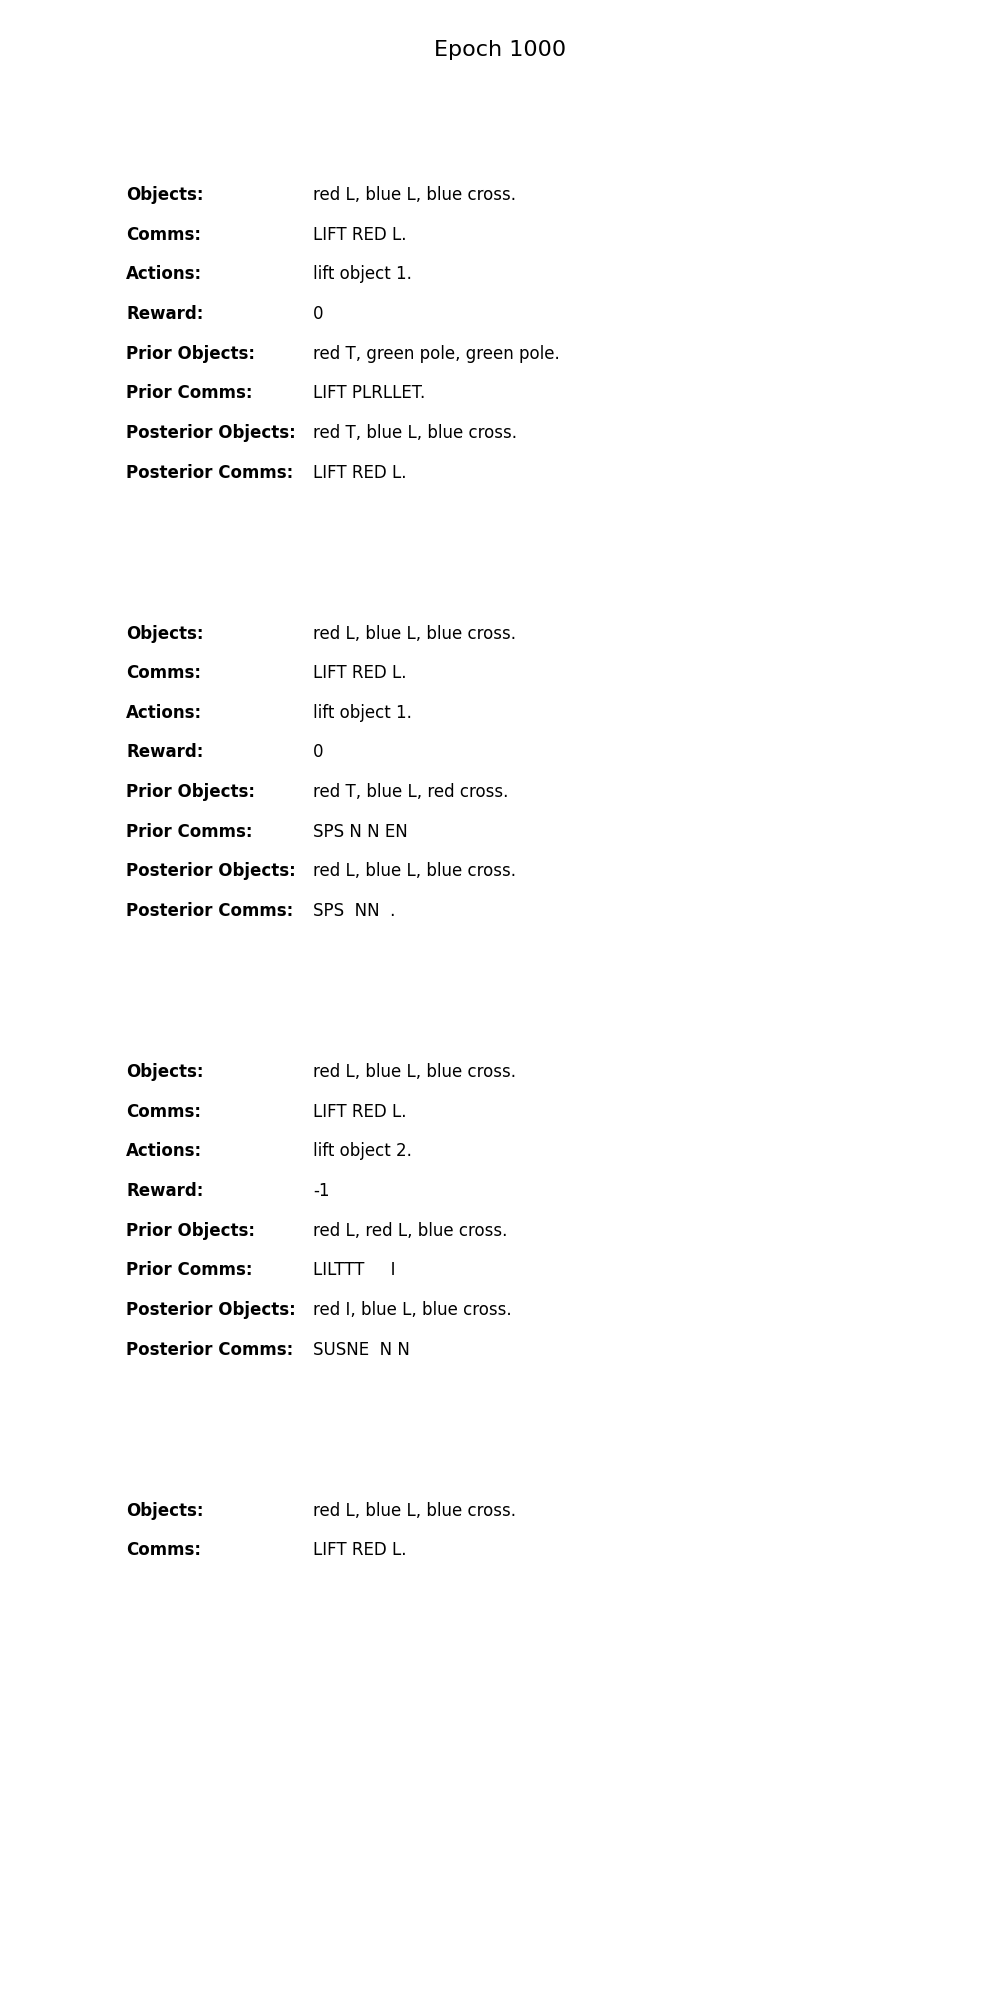 Epoch 1000
Objects: red L, blue L, blue cross.
Comms: LIFT RED L.
Actions: lift object 1.
Reward: 0
Prior Objects: red T, green pole, green pole.
Prior Comms: LIFT PLRLLET.
Posterior Objects: red T, blue L, blue cross.
Posterior Comms: LIFT RED L.
Objects: red L, blue L, blue cross.
Comms: LIFT RED L.
Actions: lift object 1.
Reward: 0
Prior Objects: red T, blue L, red cross.
Prior Comms: SPS N N EN
Posterior Objects: red L, blue L, blue cross.
Posterior Comms: SPS  NN  .
Objects: red L, blue L, blue cross.
Comms: LIFT RED L.
Actions: lift object 2.
Reward: -1
Prior Objects: red L, red L, blue cross.
Prior Comms: LILTTT     I
Posterior Objects: red I, blue L, blue cross.
Posterior Comms: SUSNE  N N
Objects: red L, blue L, blue cross.
Comms: LIFT RED L.